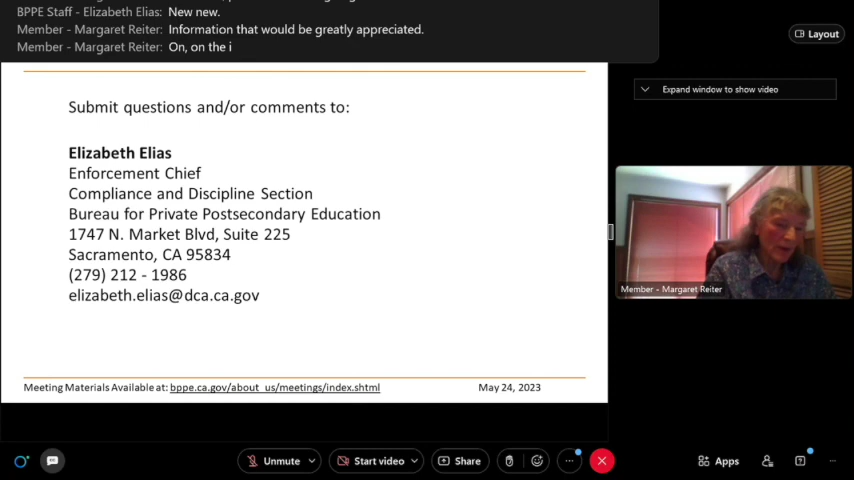 BPPE Staff - Elizabeth Elias: New new.
Member - Margaret Reiter: Information that would be greatly appreciated.
Member - Margaret Reiter: On, on the i
Layout
Expand window to show video
Submit questions and/or comments to:
Elizabeth Elias
Enforcement Chief
Compliance and Discipline Section
Bureau for Private Postsecondary Education
1747 N. Market Blvd, Suite 225
Sacramento, CA 95834
(279) 212 - 1986
elizabeth.elias@dca.ca.gov
Member - Margaret Reiter
Meeting Materials Available at: bppe.ca.gov/about_us/meetings/index.shtml May 24, 2023
Unmute Start video Share Apps